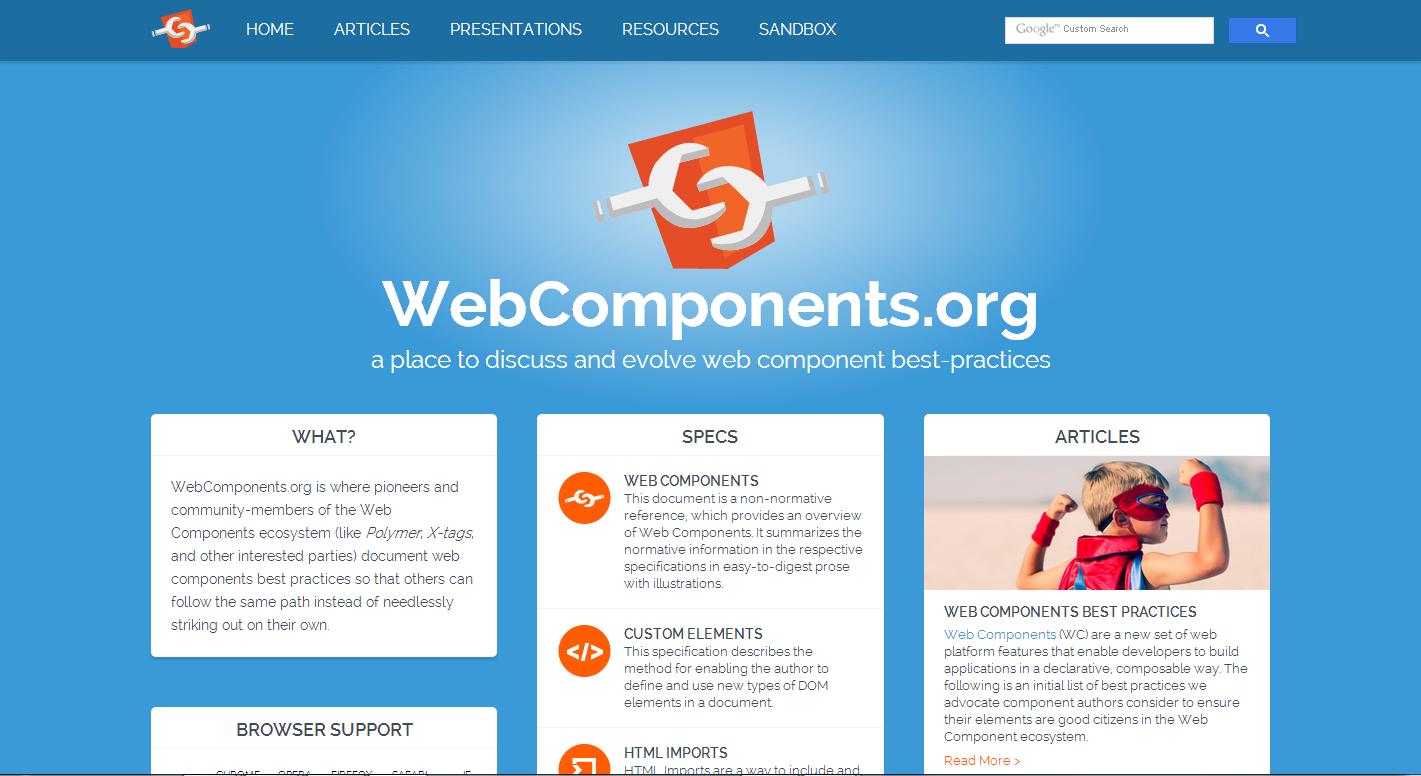 HOME ARTICLES PRESENTATIONS RESOURCES SANDBOX
Google™ Custom Search
WebComponents.org
a place to discuss and evolve web component best-practices
WHAT?
WebComponents.org is where pioneers and
community-members of the Web
Components ecosystem (like Polymer, X-tags,
and other interested parties) document web
components best practices so that others can
follow the same path instead of needlessly
striking out on their own.
BROWSER SUPPORT
CHROME OPERA FIREFOX SAFARI IE
SPECS
WEB COMPONENTS
This document is a non-normative
reference, which provides an overview
of Web Components. It summarizes the
normative information in the respective
specifications in easy-to-digest prose
with illustrations.
</>
CUSTOM ELEMENTS
This specification describes the
method for enabling the author to
define and use new types of DOM
elements in a document.
HTML IMPORTS
HTML Imports are a way to include and,
ARTICLES
WEB COMPONENTS BEST PRACTICES
Web Components (WC) are a new set of web
platform features that enable developers to build
applications in a declarative, composable way. The
following is an initial list of best practices we
advocate component authors consider to ensure
their elements are good citizens in the Web
Component ecosystem.
Read More >